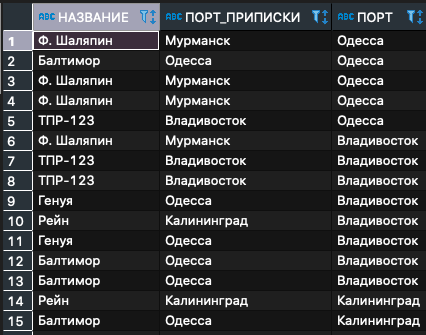 ABC НАЗВАНИЕ ABC ПОРТ_ПРИПИСКИ ABC ПОРТ
1 Ф. Шаляпин Мурманск Одесса
2 Балтимор Одесса Одесса
3 Ф. Шаляпин Мурманск Одесса
4 Ф. Шаляпин Мурманск Одесса
5 ТПР-123 Владивосток Одесса
6 Ф. Шаляпин Мурманск Владивосток
7 ТПР-123 Владивосток Владивосток
8 ТПР-123 Владивосток Владивосток
9 Генуя Одесса Владивосток
10 Рейн Калининград Владивосток
11 Генуя Одесса Владивосток
12 Балтимор Одесса Владивосток
13 Балтимор Одесса Владивосток
14 Рейн Калининград Калининград
15 Балтимор Одесса Калининград